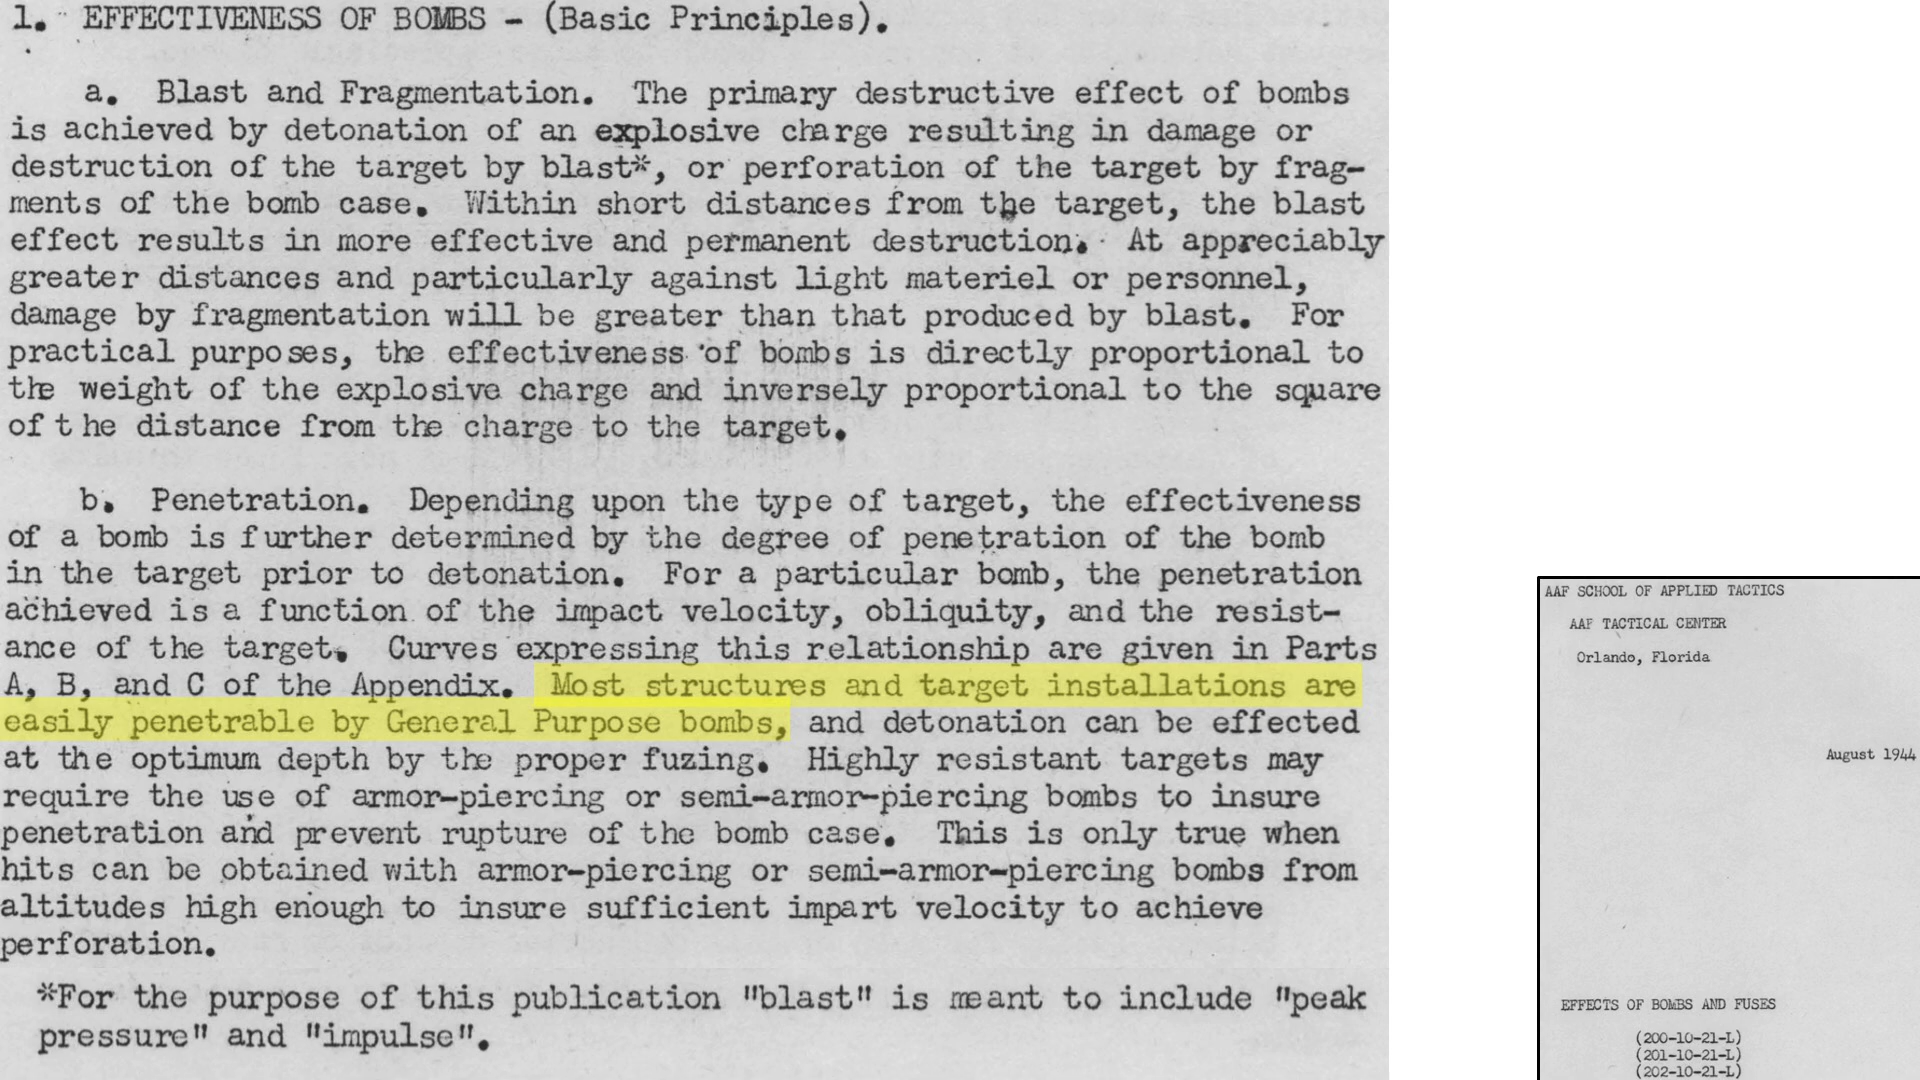 1. EFFECTIVENESS OF BOMBS - (Basic Principles).
a. Blast and Fragmentation. The primary destructive effect of bombs
is achieved by detonation of an explosive charge resulting in damage or
destruction of the target by blast*, or perforation of the target by frag-
ments of the bomb case. Within short distances from the target, the blast
effect results in more effective and permanent destruction. At appreciably
greater distances and particularly against light materiel or personnel,
damage by fragmentation will be greater than that produced by blast. For
practical purposes, the effectiveness of bombs is directly proportional to
the weight of the explosive charge and inversely proportional to the square
of t he distance from the charge to the target.
b. Penetration. Depending upon the type of target, the effectiveness
of a bomb is further determined by the degree of penetration of the bomb
in the target prior to detonation. For a particular bomb, the penetration
achieved is a function of the impact velocity, obliquity, and the resist-
ance of the target. Curves expressing this relationship are given in Parts
A, B, and C of the Appendix. Most structures and target installations are
easily penetrable by General Purpose bombs, and detonation can be effected
at the optimum depth by the proper fuzing. Highly resistant targets may
require the use of armor-piercing or semi-armor-piercing bombs to insure
penetration and prevent rupture of the bomb case. This is only true when
hits can be obtained with armor-piercing or semi-armor-piercing bombs from
altitudes high enough to insure sufficient impart velocity to achieve
perforation.
*For the purpose of this publication "blast" is meant to include "peak
pressure" and "impulse".
AAF SCHOOL OF APPLIED TACTICS
AAF TACTICAL CENTER
Orlando, Florida
August 1944
EFFECTS OF BOMBS AND FUSES
(200-10-21-L)
(201-10-21-L)
(202-10-21-L)